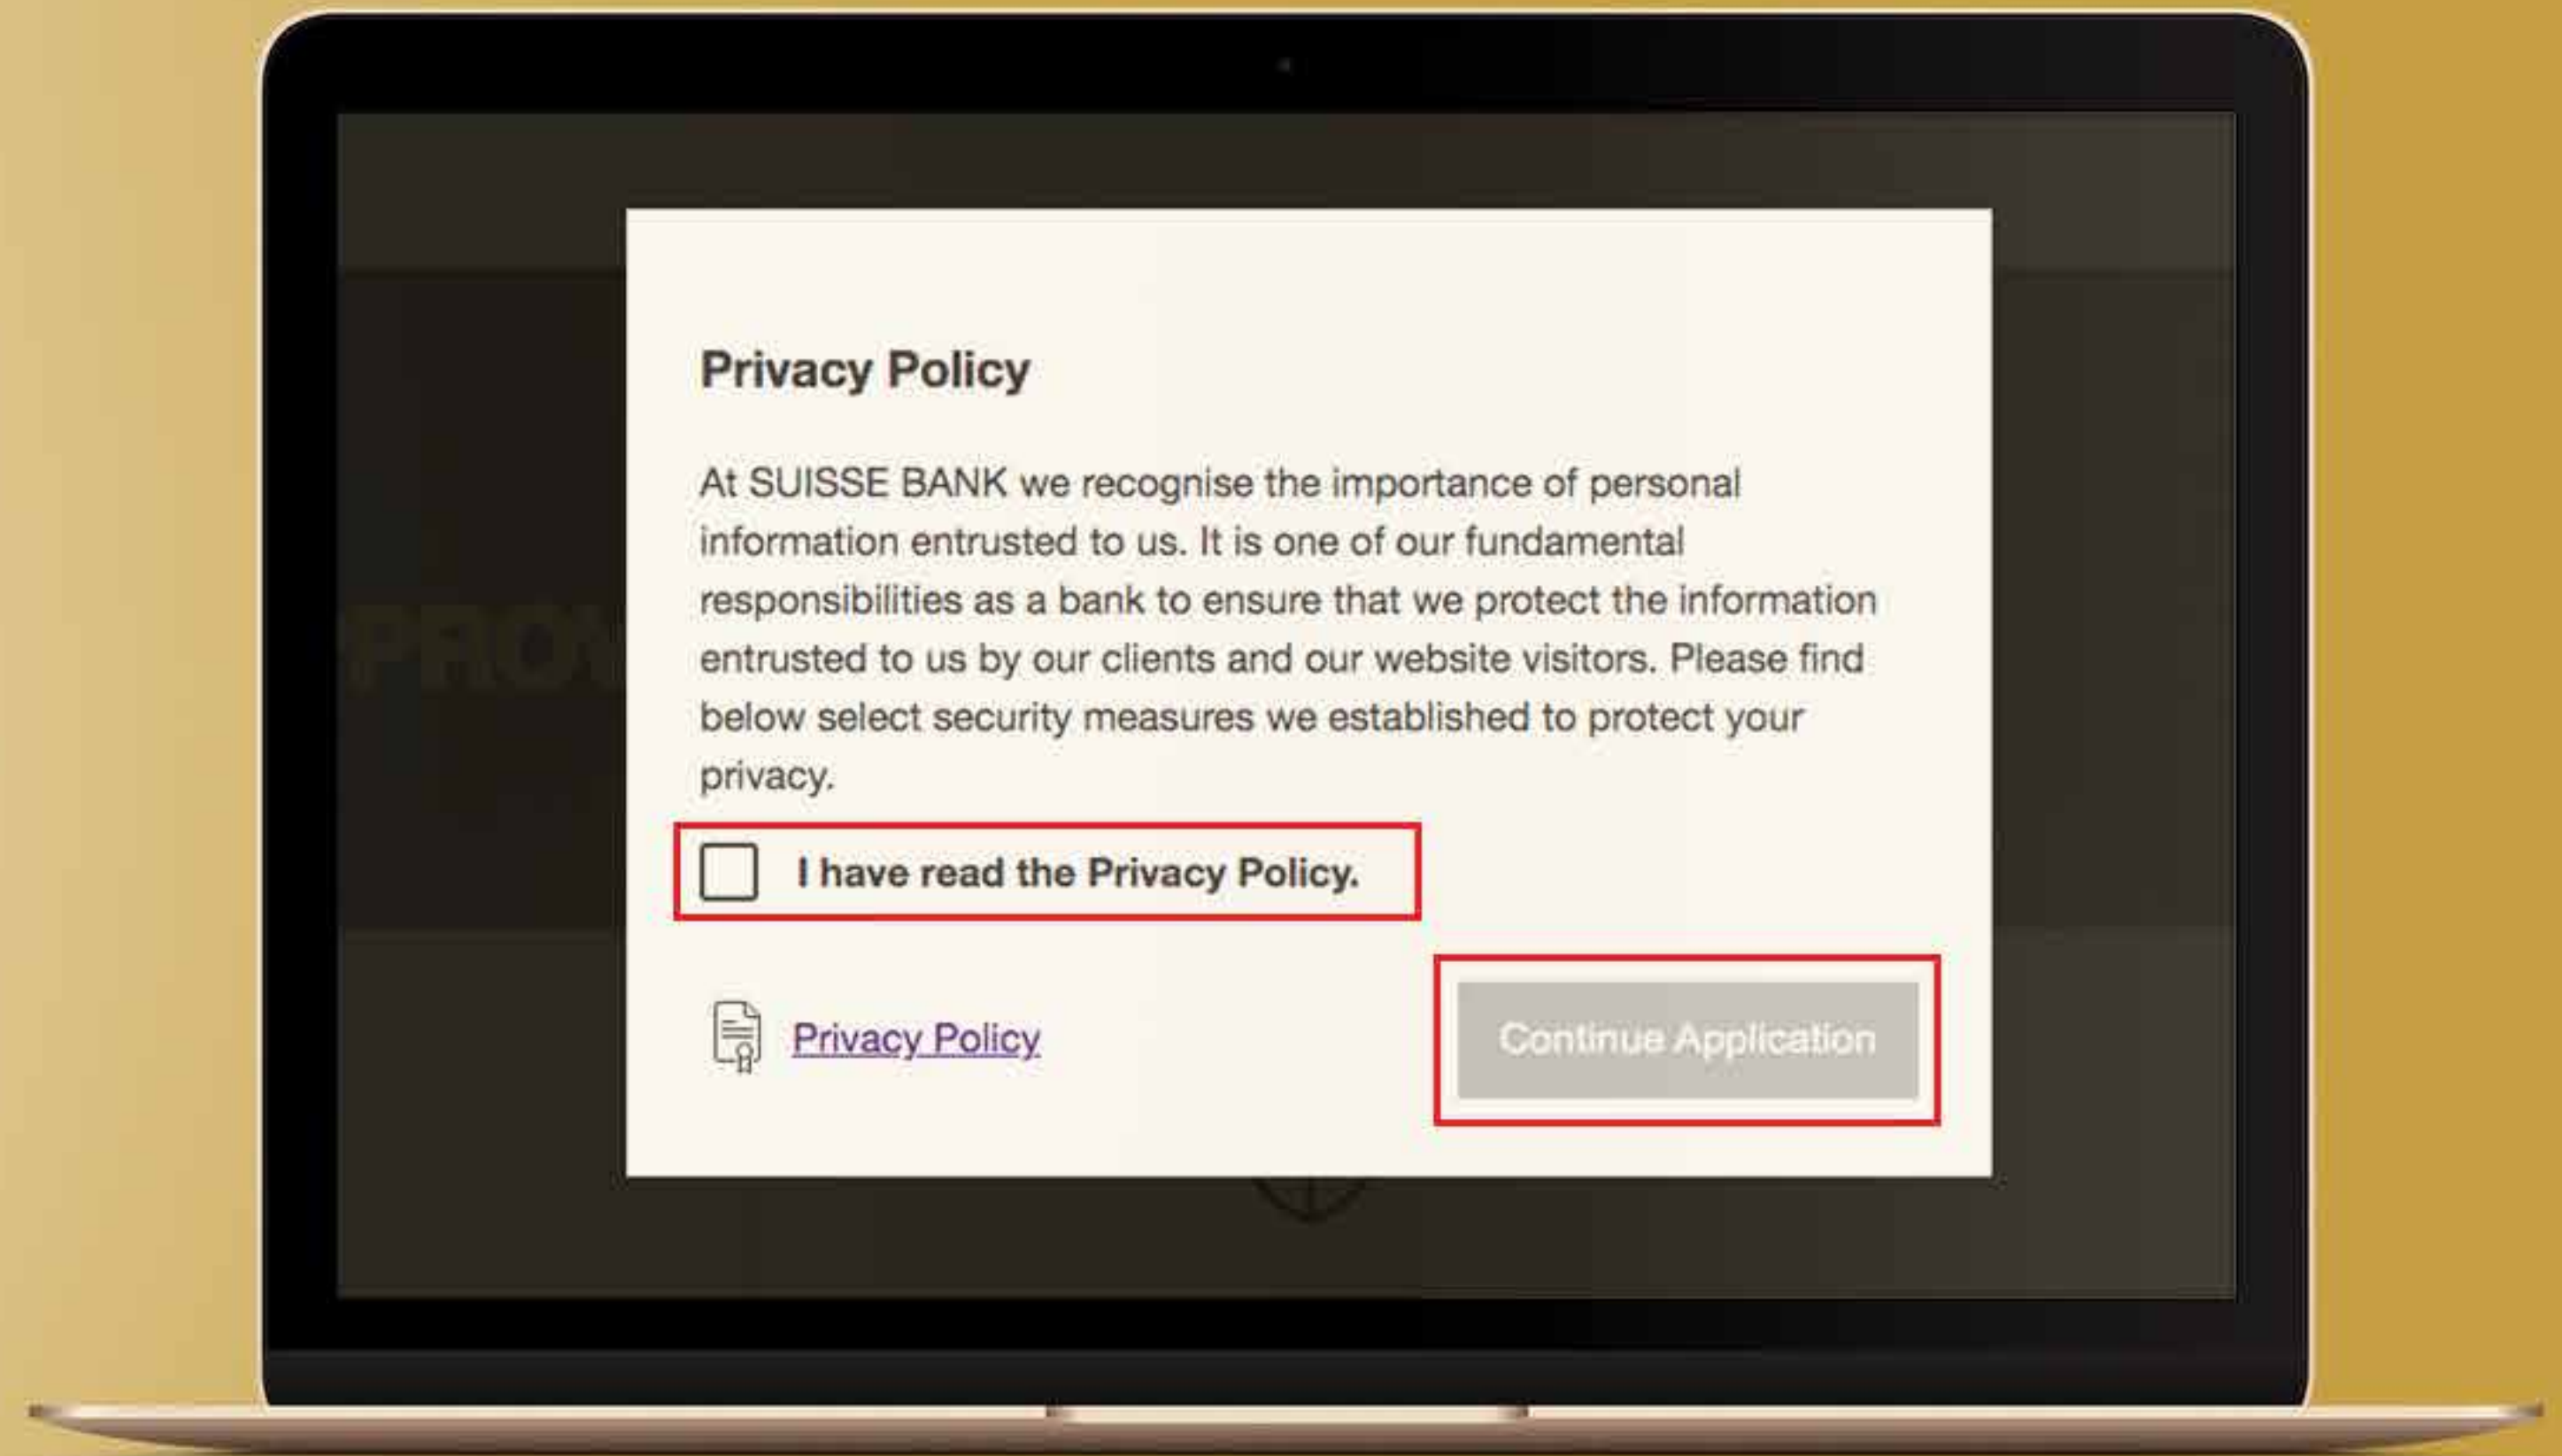 Privacy Policy
At SUISSE BANK we recognise the importance of personal
information entrusted to us. It is one of our fundamental
responsibilities as a bank to ensure that we protect the information
entrusted to us by our clients and our website visitors. Please find
below select security measures we established to protect your
privacy.
I have read the Privacy Policy.
Privacy Policy
Continue Application